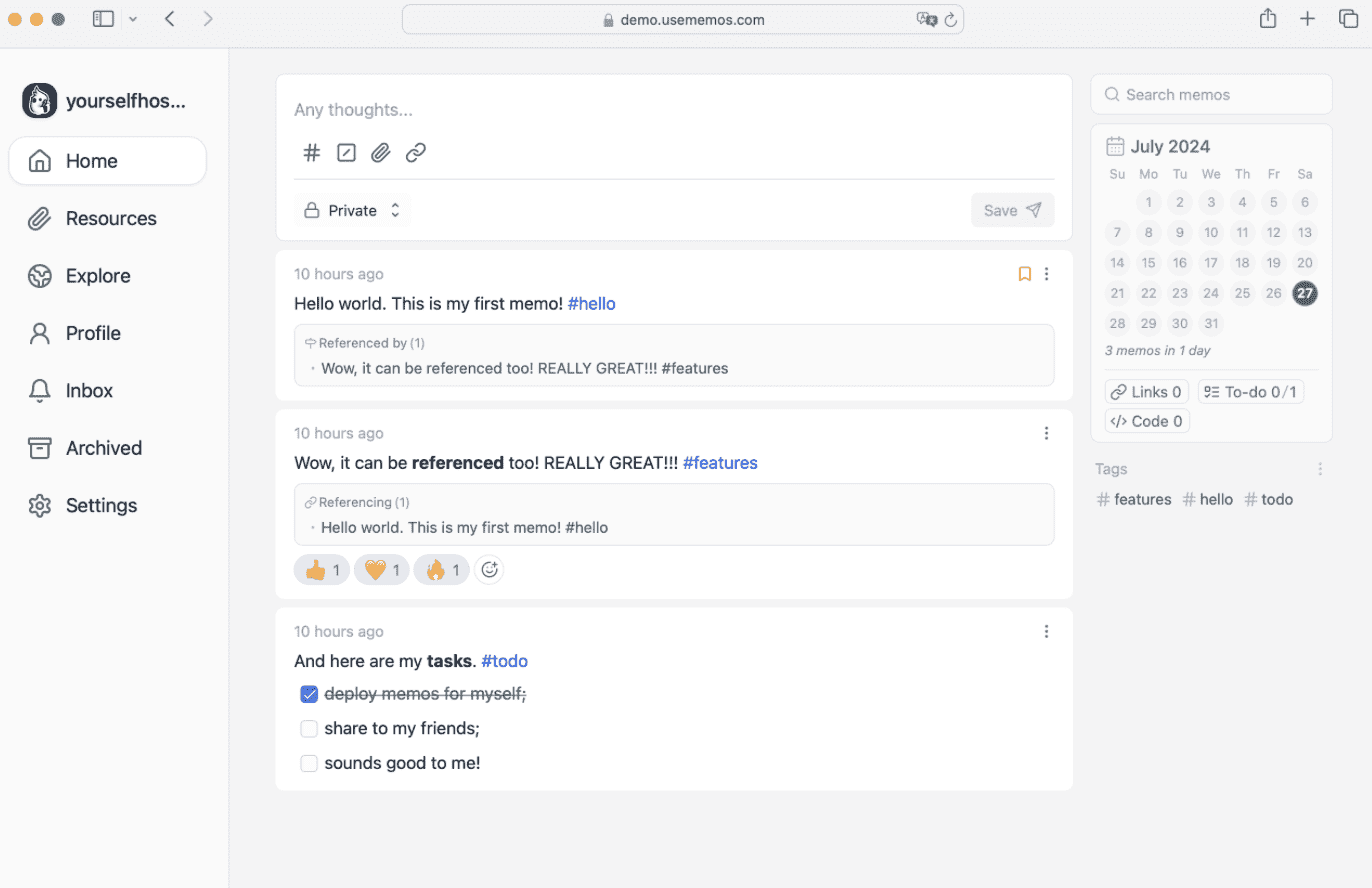 demo.usememos.com
yourselfhos...
Home
Resources
Explore
Profile
Inbox
Archived
Settings
Any thoughts...
Private
Save
10 hours ago
Hello world. This is my first memo! #hello
Referenced by (1)
· Wow, it can be referenced too! REALLY GREAT!!! #features
10 hours ago
Wow, it can be referenced too! REALLY GREAT!!! #features
Referencing (1)
· Hello world. This is my first memo! #hello
1 1 1
10 hours ago
And here are my tasks. #todo
deploy memos for myself;
share to my friends;
sounds good to me!
Search memos
July 2024
Su Mo Tu We Th Fr Sa
1 2 3 4 5 6
7 8 9 10 11 12 13
14 15 16 17 18 19 20
21 22 23 24 25 26 27
28 29 30 31
3 memos in 1 day
Links 0 To-do 0/1
</> Code 0
Tags
# features # hello # todo